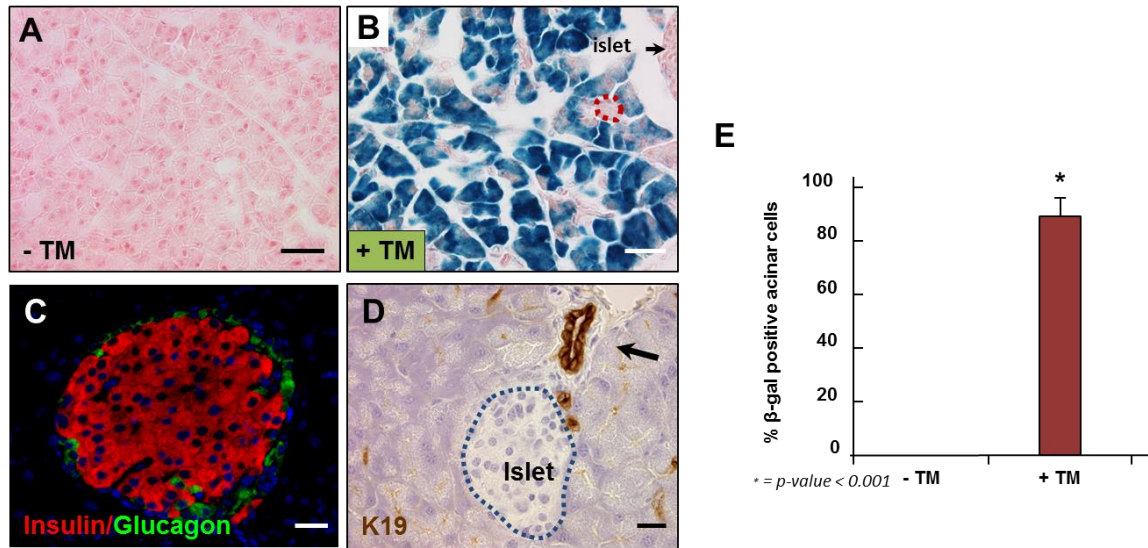 A
- TM
B
islet
+ TM
C
Insulin/Glucagon
D
Islet
K19
E
% β-gal positive acinar cells
100
80
60
40
20
0
*
* = p-value < 0.001
- TM
+ TM